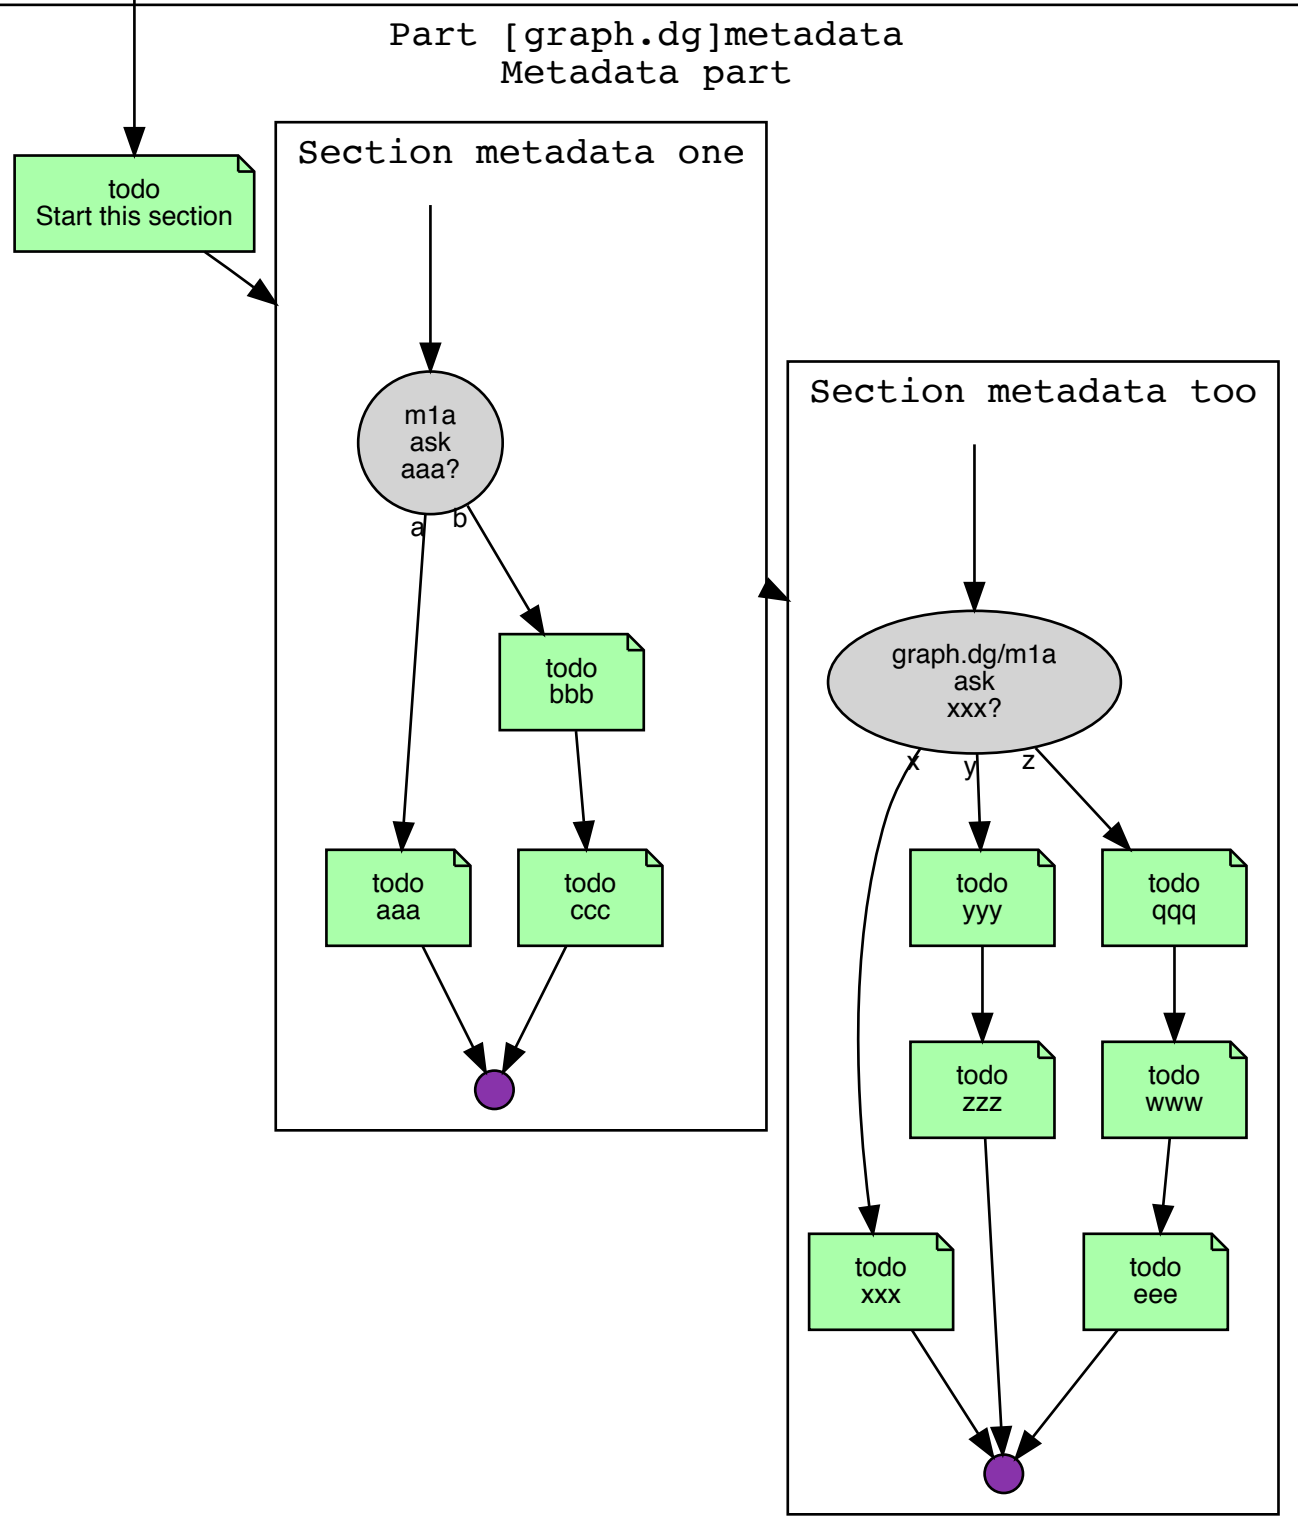 Part [graph.dg]metadata
Metadata part
todo
Start this section
Section metadata one
m1a
ask
aaa?
a
b
todo
bbb
todo
aaa
todo
ccc
Section metadata too
graph.dg/m1a
ask
xxx?
x
y
z
todo
yyy
todo
qqq
todo
zzz
todo
www
todo
xxx
todo
eee